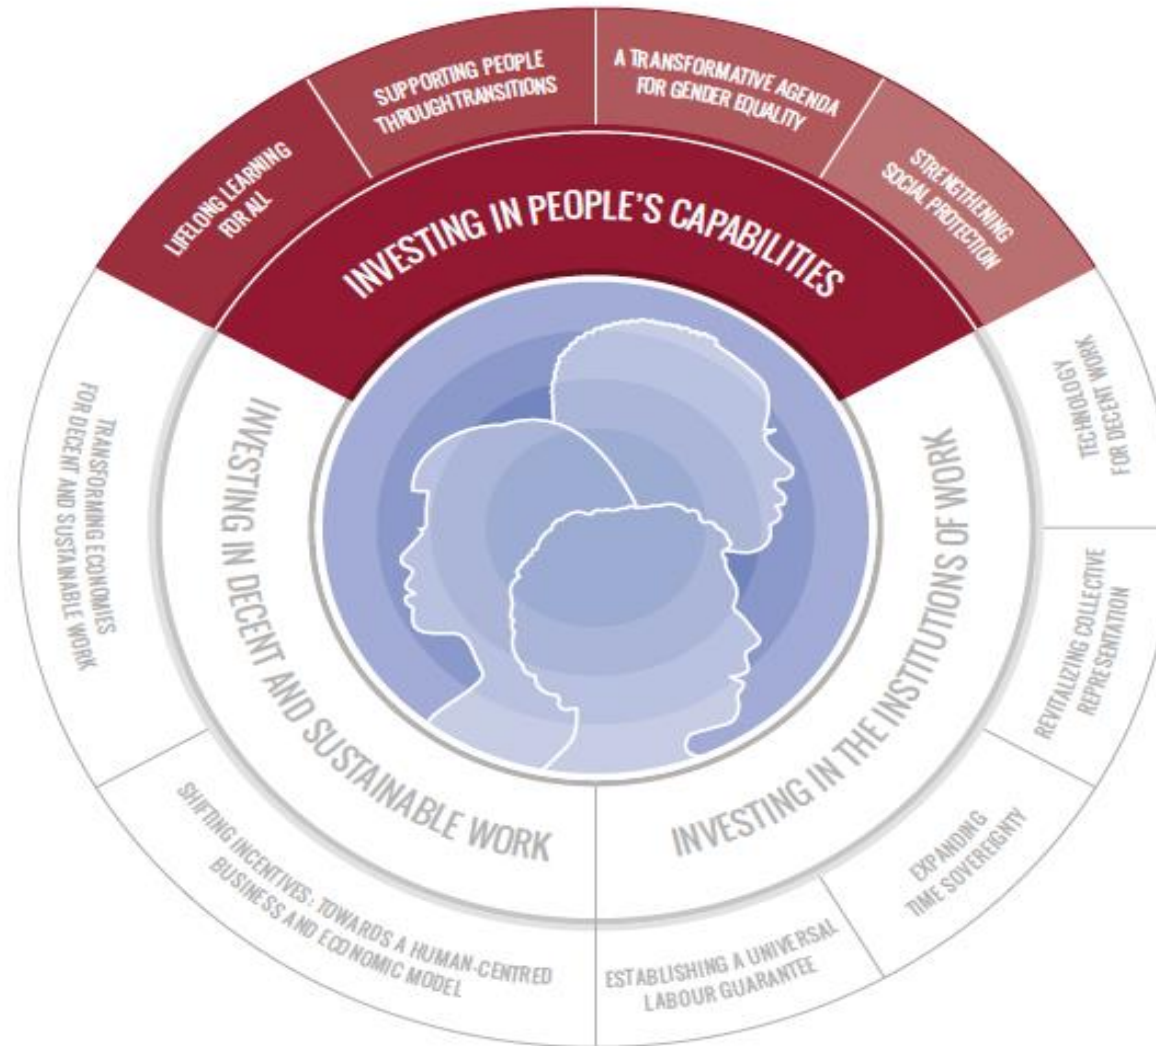 LIFELONG LEARNING
FOR ALL
SUPPORTING PEOPLE
THROUGH TRANSITIONS
A TRANSFORMATIVE AGENDA
FOR GENDER EQUALITY
STRENGTHENING
SOCIAL PROTECTION
INVESTING IN PEOPLE'S CAPABILITIES
TECHNOLOGY
FOR DECENT WORK
REVITALIZING COLLECTIVE
REPRESENTATION
EXPANDING
TIME SOVEREIGNTY
ESTABLISHING A UNIVERSAL
LABOUR GUARANTEE
INVESTING IN THE INSTITUTIONS OF WORK
TRANSFORMING ECONOMIES
FOR DECENT AND SUSTAINABLE WORK
SHIFTING INCENTIVES: TOWARDS A HUMAN-CENTRED
BUSINESS AND ECONOMIC MODEL
INVESTING IN DECENT AND SUSTAINABLE WORK